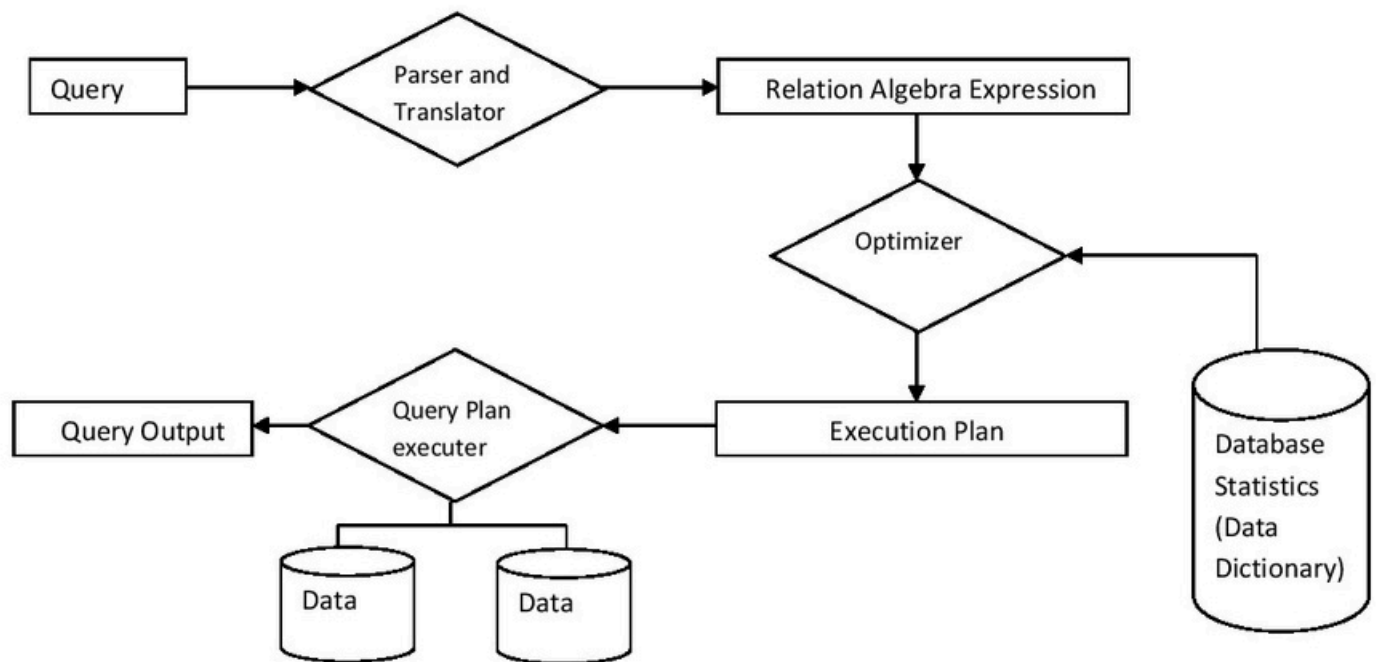 Query
Parser and
Translator
Relation Algebra Expression
Optimizer
Query Output
Query Plan
executer
Execution Plan
Database
Statistics
(Data
Dictionary)
Data
Data